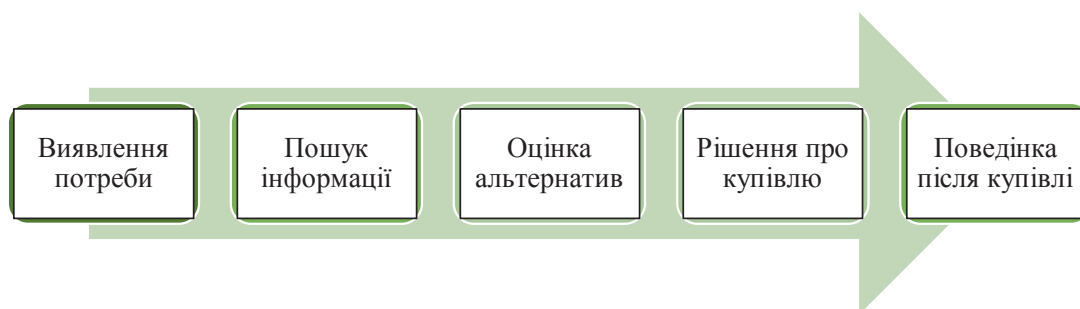 Виявлення
потреби
Пошук
інформації
Оцінка
альтернатив
Рішення про
купівлю
Поведінка
після купівлі